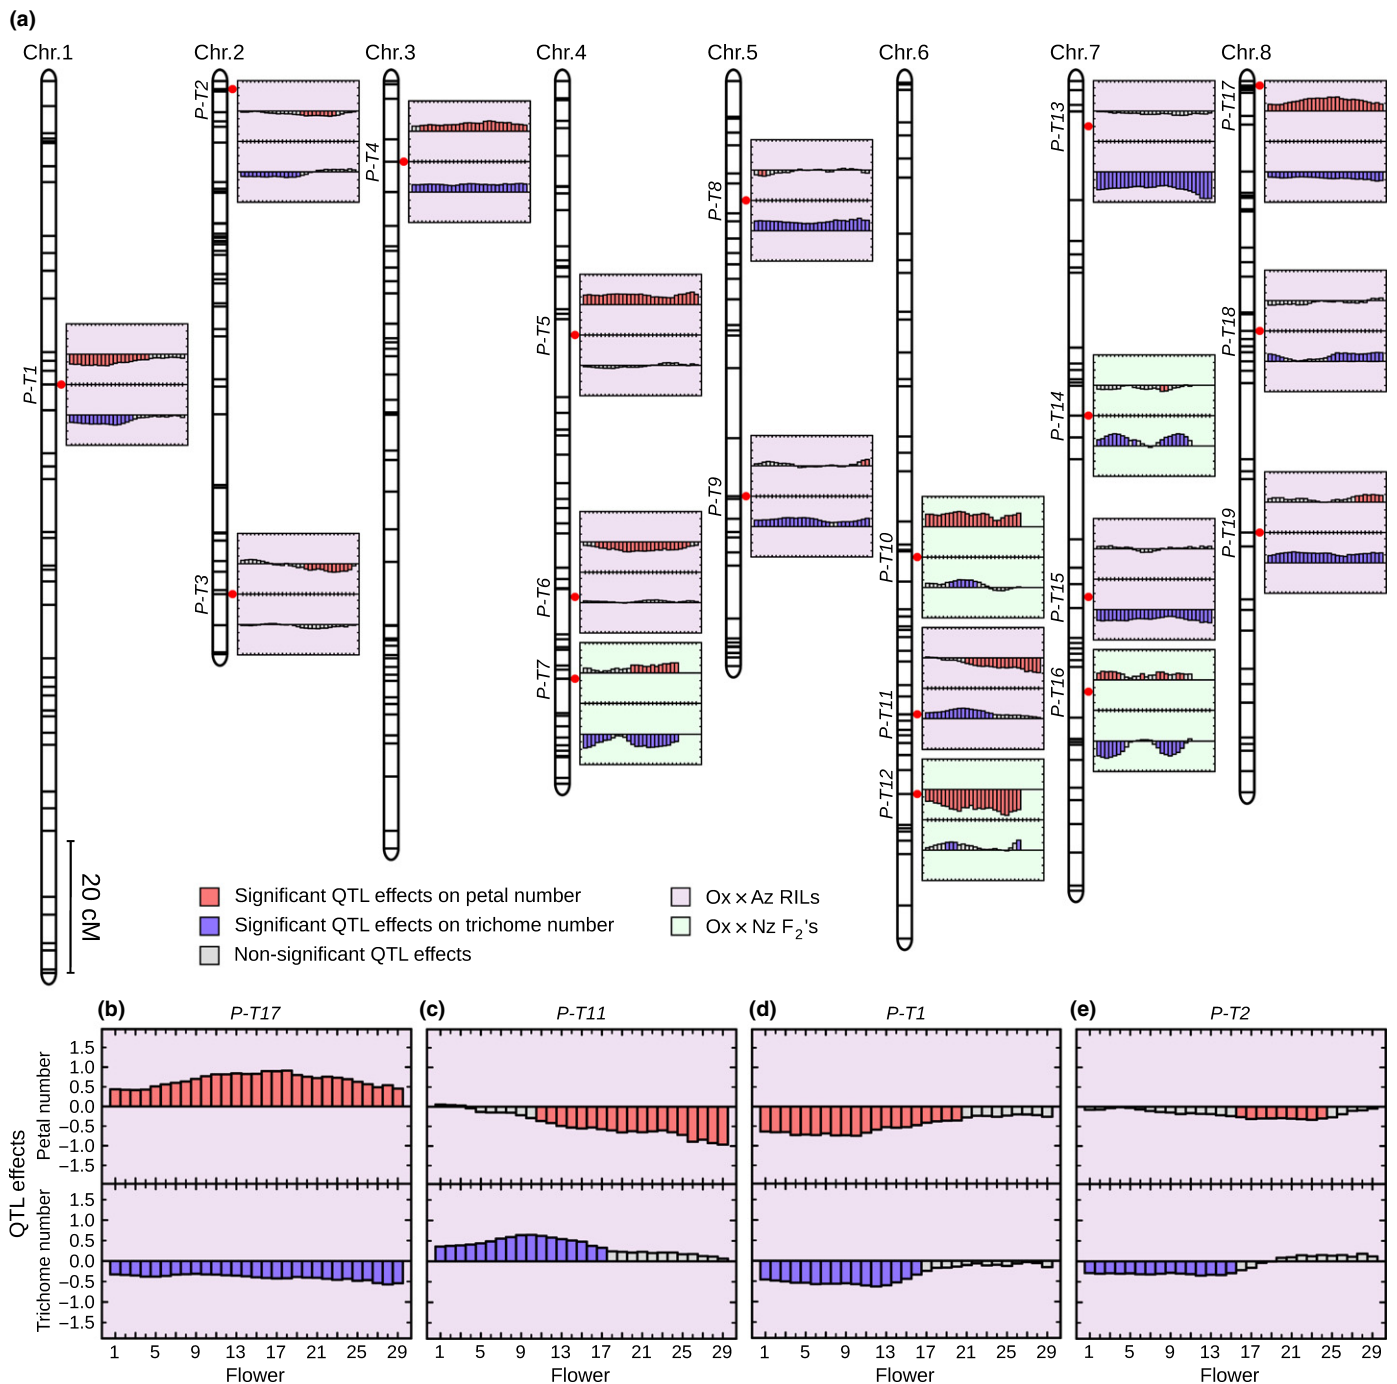 (a)
Chr.1 Chr.2 Chr.3 Chr.4 Chr.5 Chr.6 Chr.7 Chr.8
P-T1
P-T2
P-T3
P-T4
P-T5
P-T6
P-T7
P-T8
P-T9
P-T10
P-T11
P-T12
P-T13
P-T14
P-T15
P-T16
P-T17
P-T18
P-T19
20 cM
Significant QTL effects on petal number
Significant QTL effects on trichome number
Non-significant QTL effects
Ox × Az RILs
Ox × Nz F2's
(b) P-T17 (c) P-T11 (d) P-T1 (e) P-T2
QTL effects
Petal number
1.5
1.0
0.5
0.0
−0.5
−1.0
−1.5
Trichome number
1.5
1.0
0.5
0.0
−0.5
−1.0
−1.5
1 5 9 13 17 21 25 29 1 5 9 13 17 21 25 29 1 5 9 13 17 21 25 29 1 5 9 13 17 21 25 29
Flower Flower Flower Flower